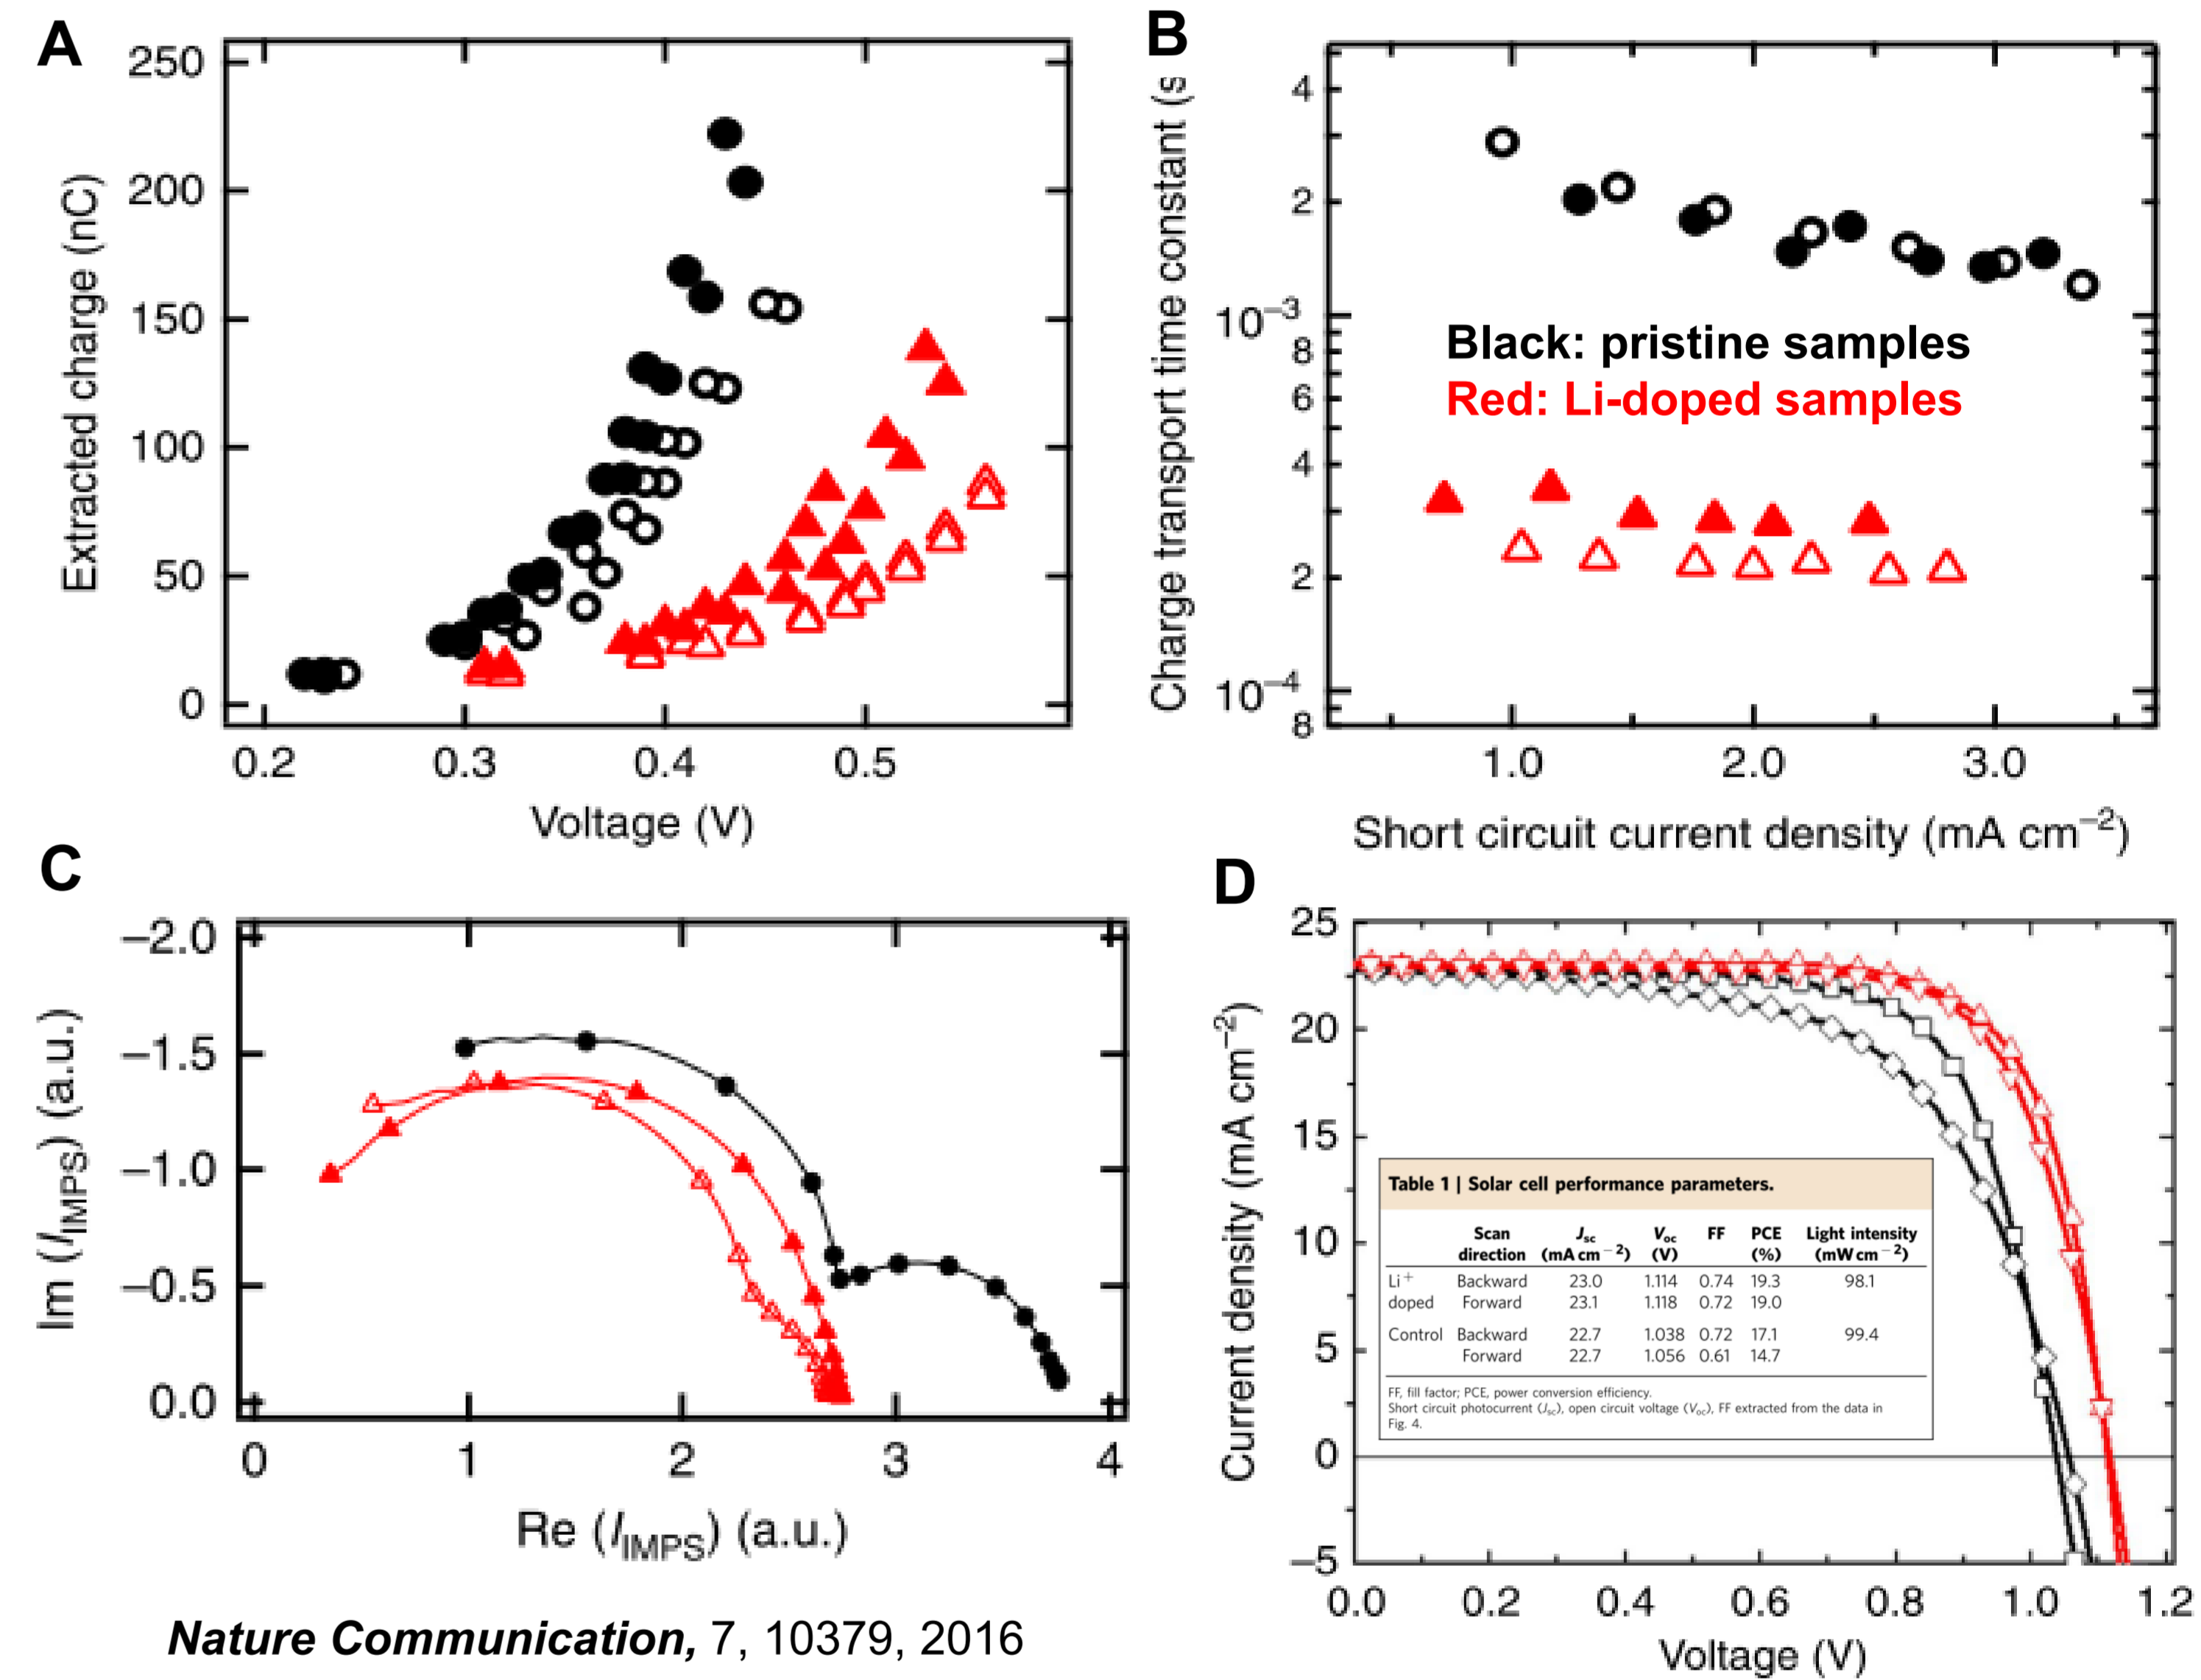 A
250
200
150
100
50
0
Extracted charge (nC)
0.2 0.3 0.4 0.5
Voltage (V)
B
4
2
10⁻³
8
6
4
2
10⁻⁴
8
Charge transport time constant (s
Black: pristine samples
Red: Li-doped samples
1.0 2.0 3.0
Short circuit current density (mA cm⁻²)
C
−2.0
−1.5
−1.0
−0.5
0.0
Im (I_IMPS) (a.u.)
0 1 2 3 4
Re (I_IMPS) (a.u.)
D
25
20
15
10
5
0
−5
Current density (mA cm⁻²)
Table 1 | Solar cell performance parameters.
Scan Jsc Voc FF PCE Light intensity
direction (mA cm⁻²) (V) (%) (mW cm⁻²)
Li⁺ Backward 23.0 1.114 0.74 19.3 98.1
doped Forward 23.1 1.118 0.72 19.0
Control Backward 22.7 1.038 0.72 17.1 99.4
Forward 22.7 1.056 0.61 14.7
FF, fill factor; PCE, power conversion efficiency.
Short circuit photocurrent (Jsc), open circuit voltage (Voc), FF extracted from the data in
Fig. 4.
0.0 0.2 0.4 0.6 0.8 1.0 1.2
Voltage (V)
Nature Communication, 7, 10379, 2016